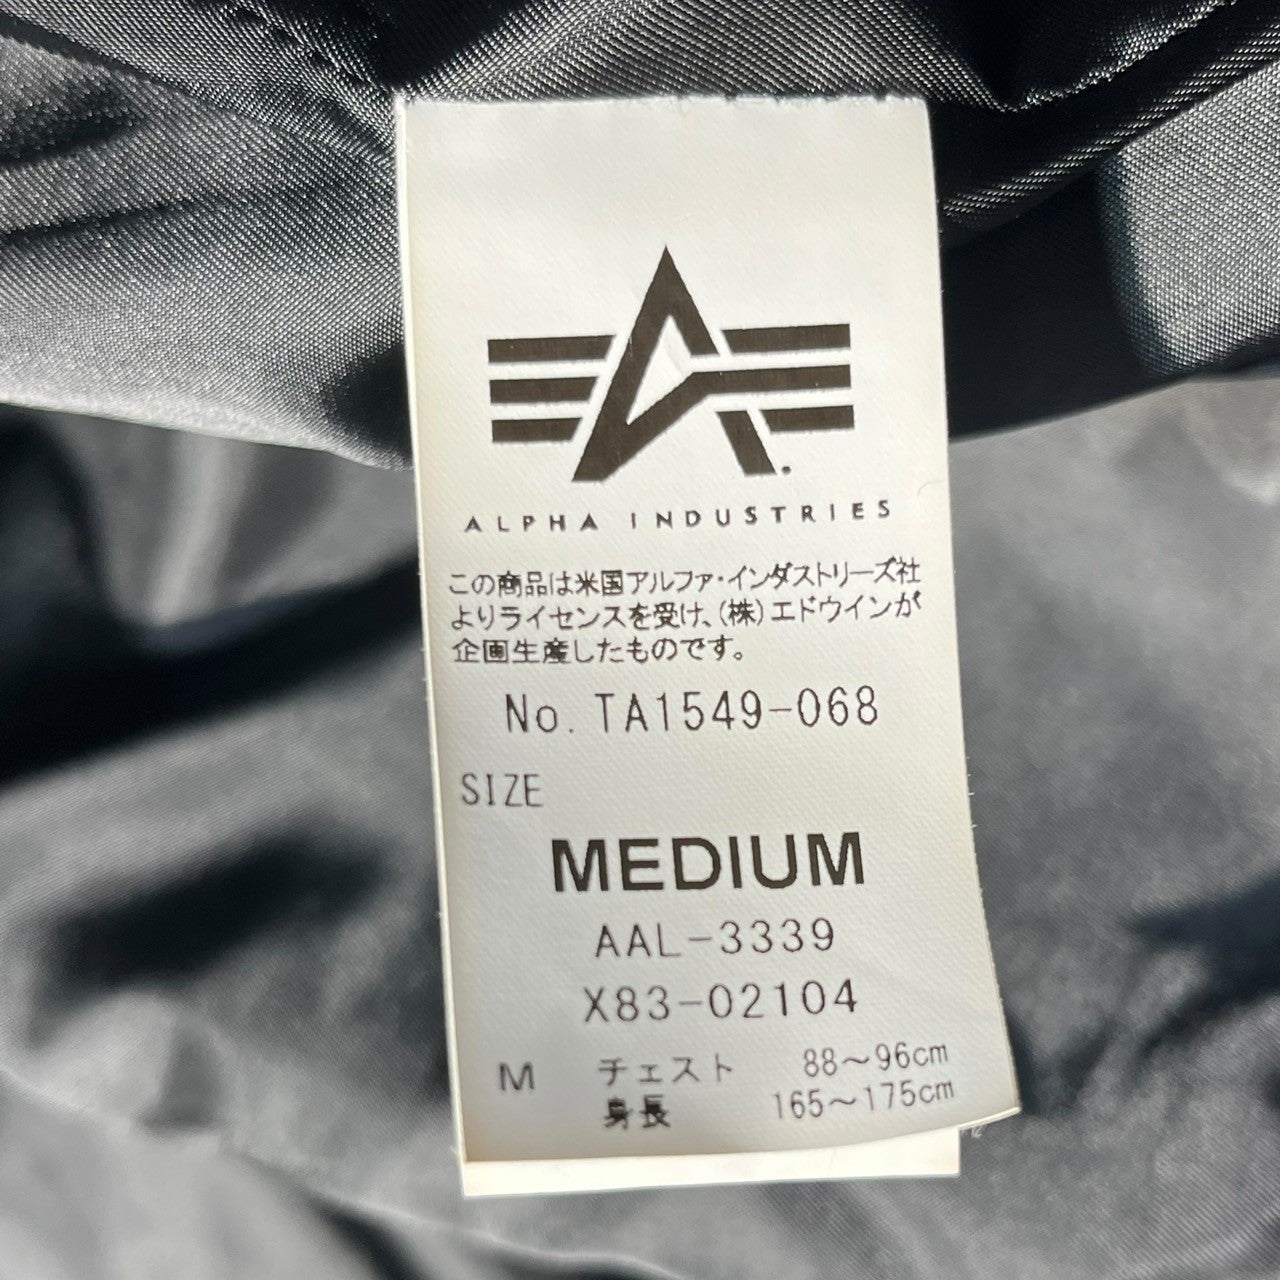 ALPHA INDUSTRIES
この商品は米国アルファ・インダストリーズ社
よりライセンスを受け、(株)エドウインが
企画生産したものです。
No. TA1549-068
SIZE
MEDIUM
AAL-3339
X83-02104
M チェスト 88～96cm
身長 165～175cm